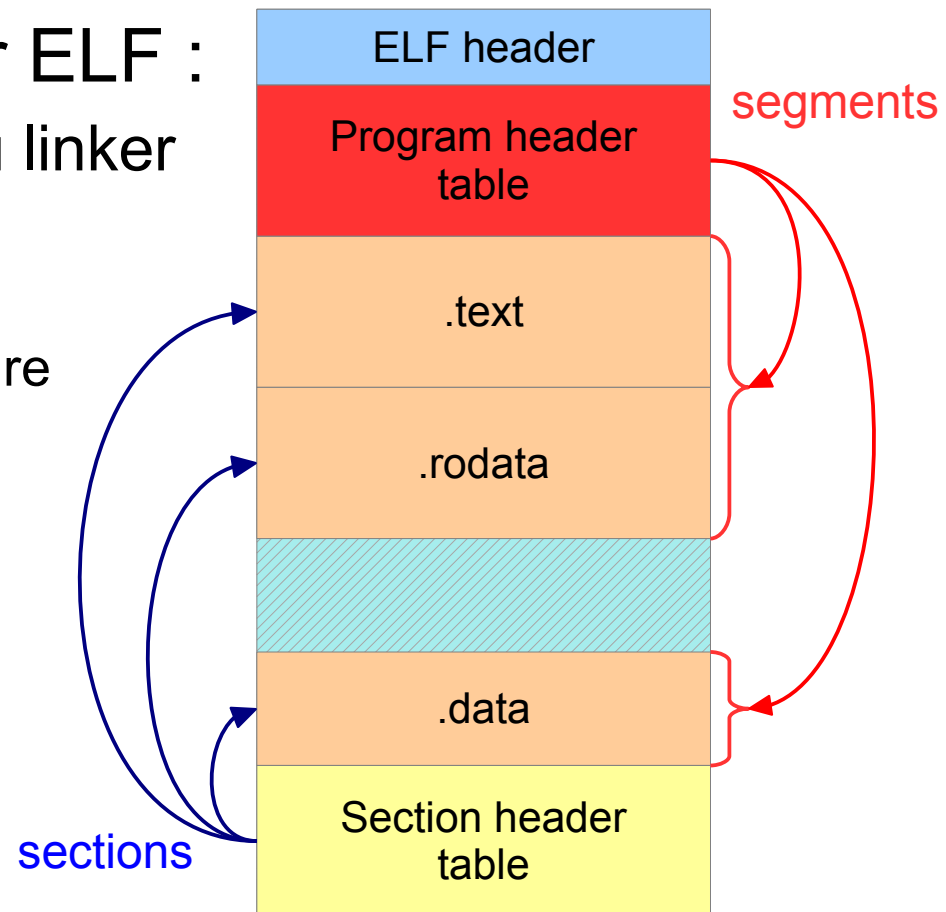 r ELF :
linker
re
ELF header
Program header
table
segments
.text
.rodata
.data
Section header
table
sections